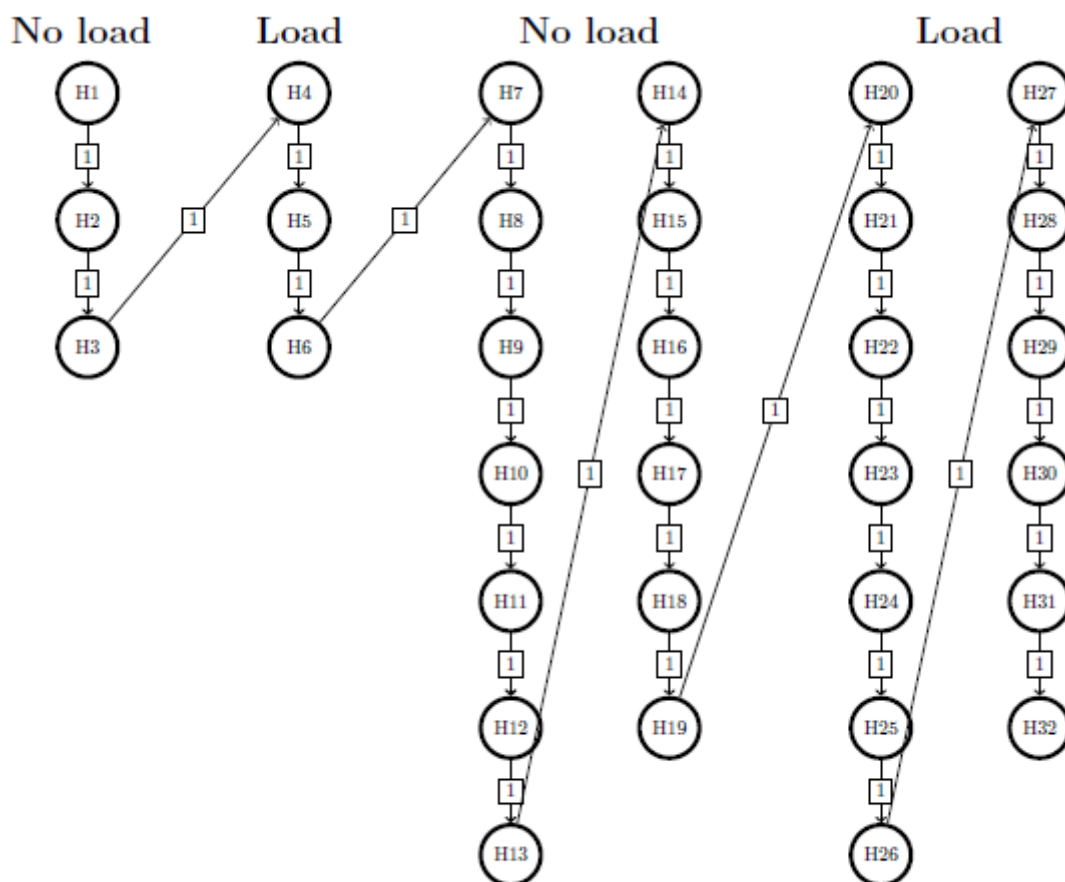 No load Load No load Load
H1 H4 H7 H14 H20 H27
1 1 1 1 1 1
H2 1 H5 1 H8 H15 H21 H28
1 1 1 1 1 1
H3 H6 H9 H16 H22 H29
1 1 1 1 1
H10 1 H17 H23 1 H30
1 1 1 1
H11 H18 H24 H31
1 1 1 1
H12 H19 H25 H32
1 1
H13 H26